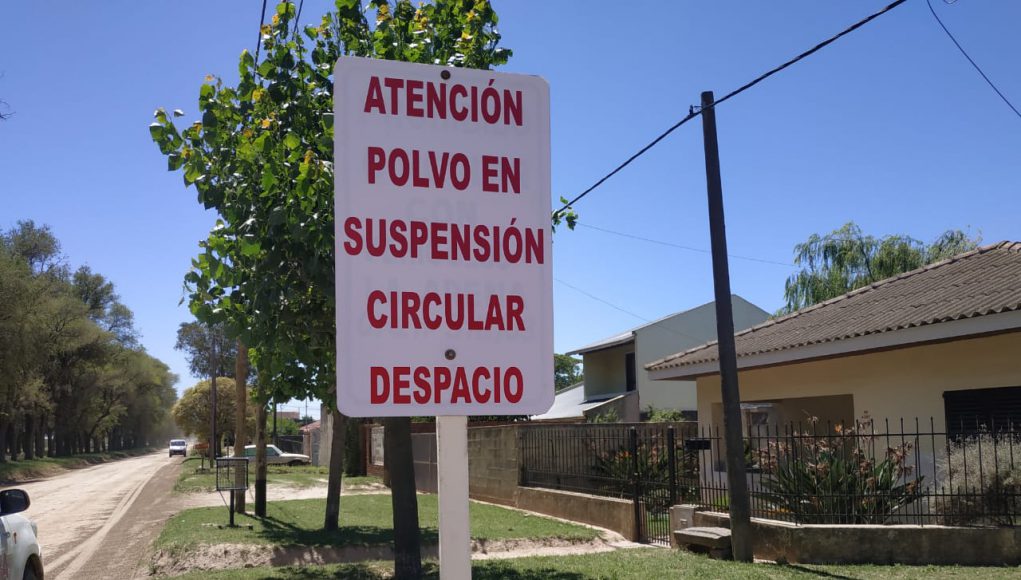 ATENCIÓN
POLVO EN
SUSPENSIÓN
CIRCULAR
DESPACIO